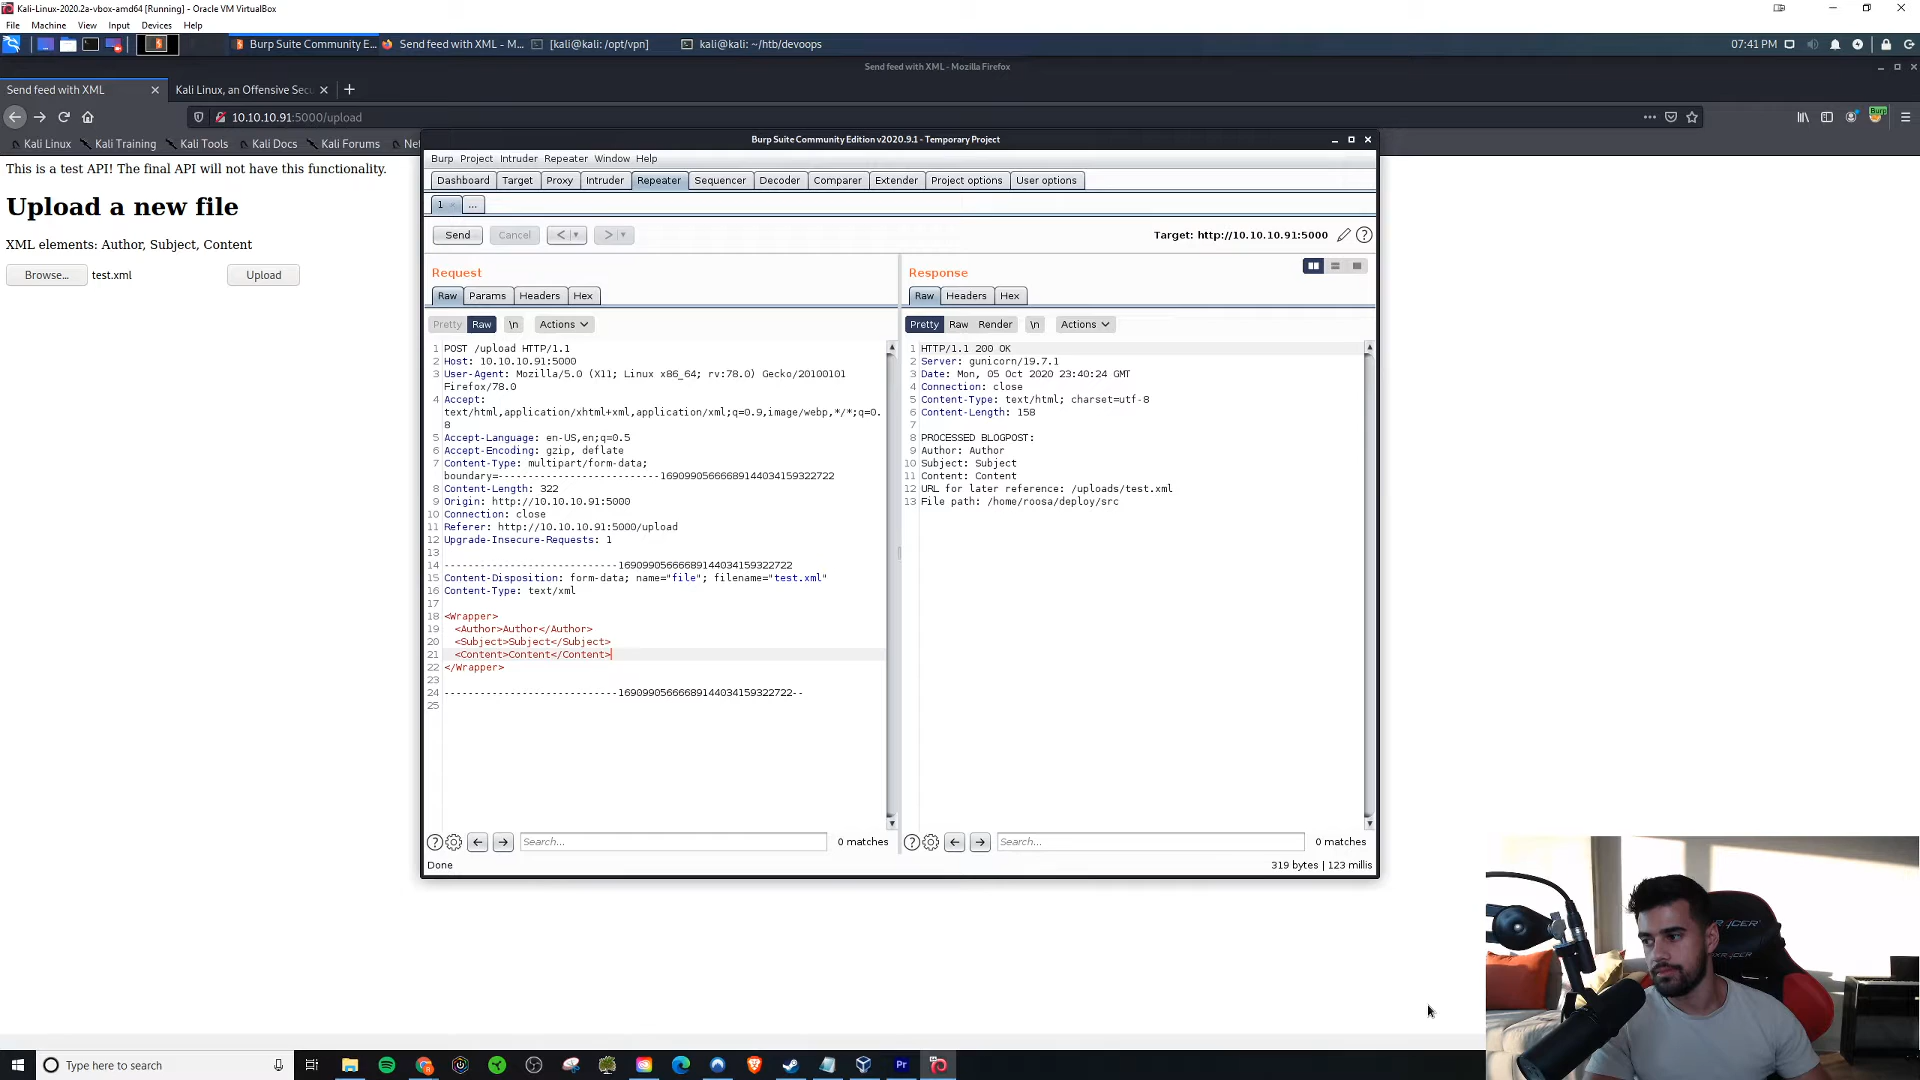 Kali-Linux-2020.2a-vbox-amd64 [Running] - Oracle VM VirtualBox
File Machine View Input Devices Help
Burp Suite Community E... Send feed with XML - M... [kali@kali: /opt/vpn] kali@kali: ~/htb/devoops 07:41 PM
Send feed with XML - Mozilla Firefox
Send feed with XML Kali Linux, an Offensive Secu
10.10.10.91:5000/upload Burp
Kali Linux Kali Training Kali Tools Kali Docs Kali Forums Net
This is a test API! The final API will not have this functionality.
Upload a new file
XML elements: Author, Subject, Content
Browse... test.xml Upload
Burp Suite Community Edition v2020.9.1 - Temporary Project
Burp Project Intruder Repeater Window Help
Dashboard Target Proxy Intruder Repeater Sequencer Decoder Comparer Extender Project options User options
1 × ...
Send Cancel < > Target: http://10.10.10.91:5000
Request
Raw Params Headers Hex
Pretty Raw \n Actions
1 POST /upload HTTP/1.1
2 Host: 10.10.10.91:5000
3 User-Agent: Mozilla/5.0 (X11; Linux x86_64; rv:78.0) Gecko/20100101
Firefox/78.0
4 Accept:
text/html,application/xhtml+xml,application/xml;q=0.9,image/webp,*/*;q=0.
8
5 Accept-Language: en-US,en;q=0.5
6 Accept-Encoding: gzip, deflate
7 Content-Type: multipart/form-data;
boundary=---------------------------16909905666689144034159322722
8 Content-Length: 322
9 Origin: http://10.10.10.91:5000
10 Connection: close
11 Referer: http://10.10.10.91:5000/upload
12 Upgrade-Insecure-Requests: 1
13
14 -----------------------------16909905666689144034159322722
15 Content-Disposition: form-data; name="file"; filename="test.xml"
16 Content-Type: text/xml
17
18 <Wrapper>
19 <Author>Author</Author>
20 <Subject>Subject</Subject>
21 <Content>Content</Content>
22 </Wrapper>
23
24 -----------------------------16909905666689144034159322722--
25
Search... 0 matches
Done
Response
Raw Headers Hex
Pretty Raw Render \n Actions
1 HTTP/1.1 200 OK
2 Server: gunicorn/19.7.1
3 Date: Mon, 05 Oct 2020 23:40:24 GMT
4 Connection: close
5 Content-Type: text/html; charset=utf-8
6 Content-Length: 158
7
8 PROCESSED BLOGPOST:
9 Author: Author
10 Subject: Subject
11 Content: Content
12 URL for later reference: /uploads/test.xml
13 File path: /home/roosa/deploy/src
Search... 0 matches
319 bytes | 123 millis
Type here to search
Pr